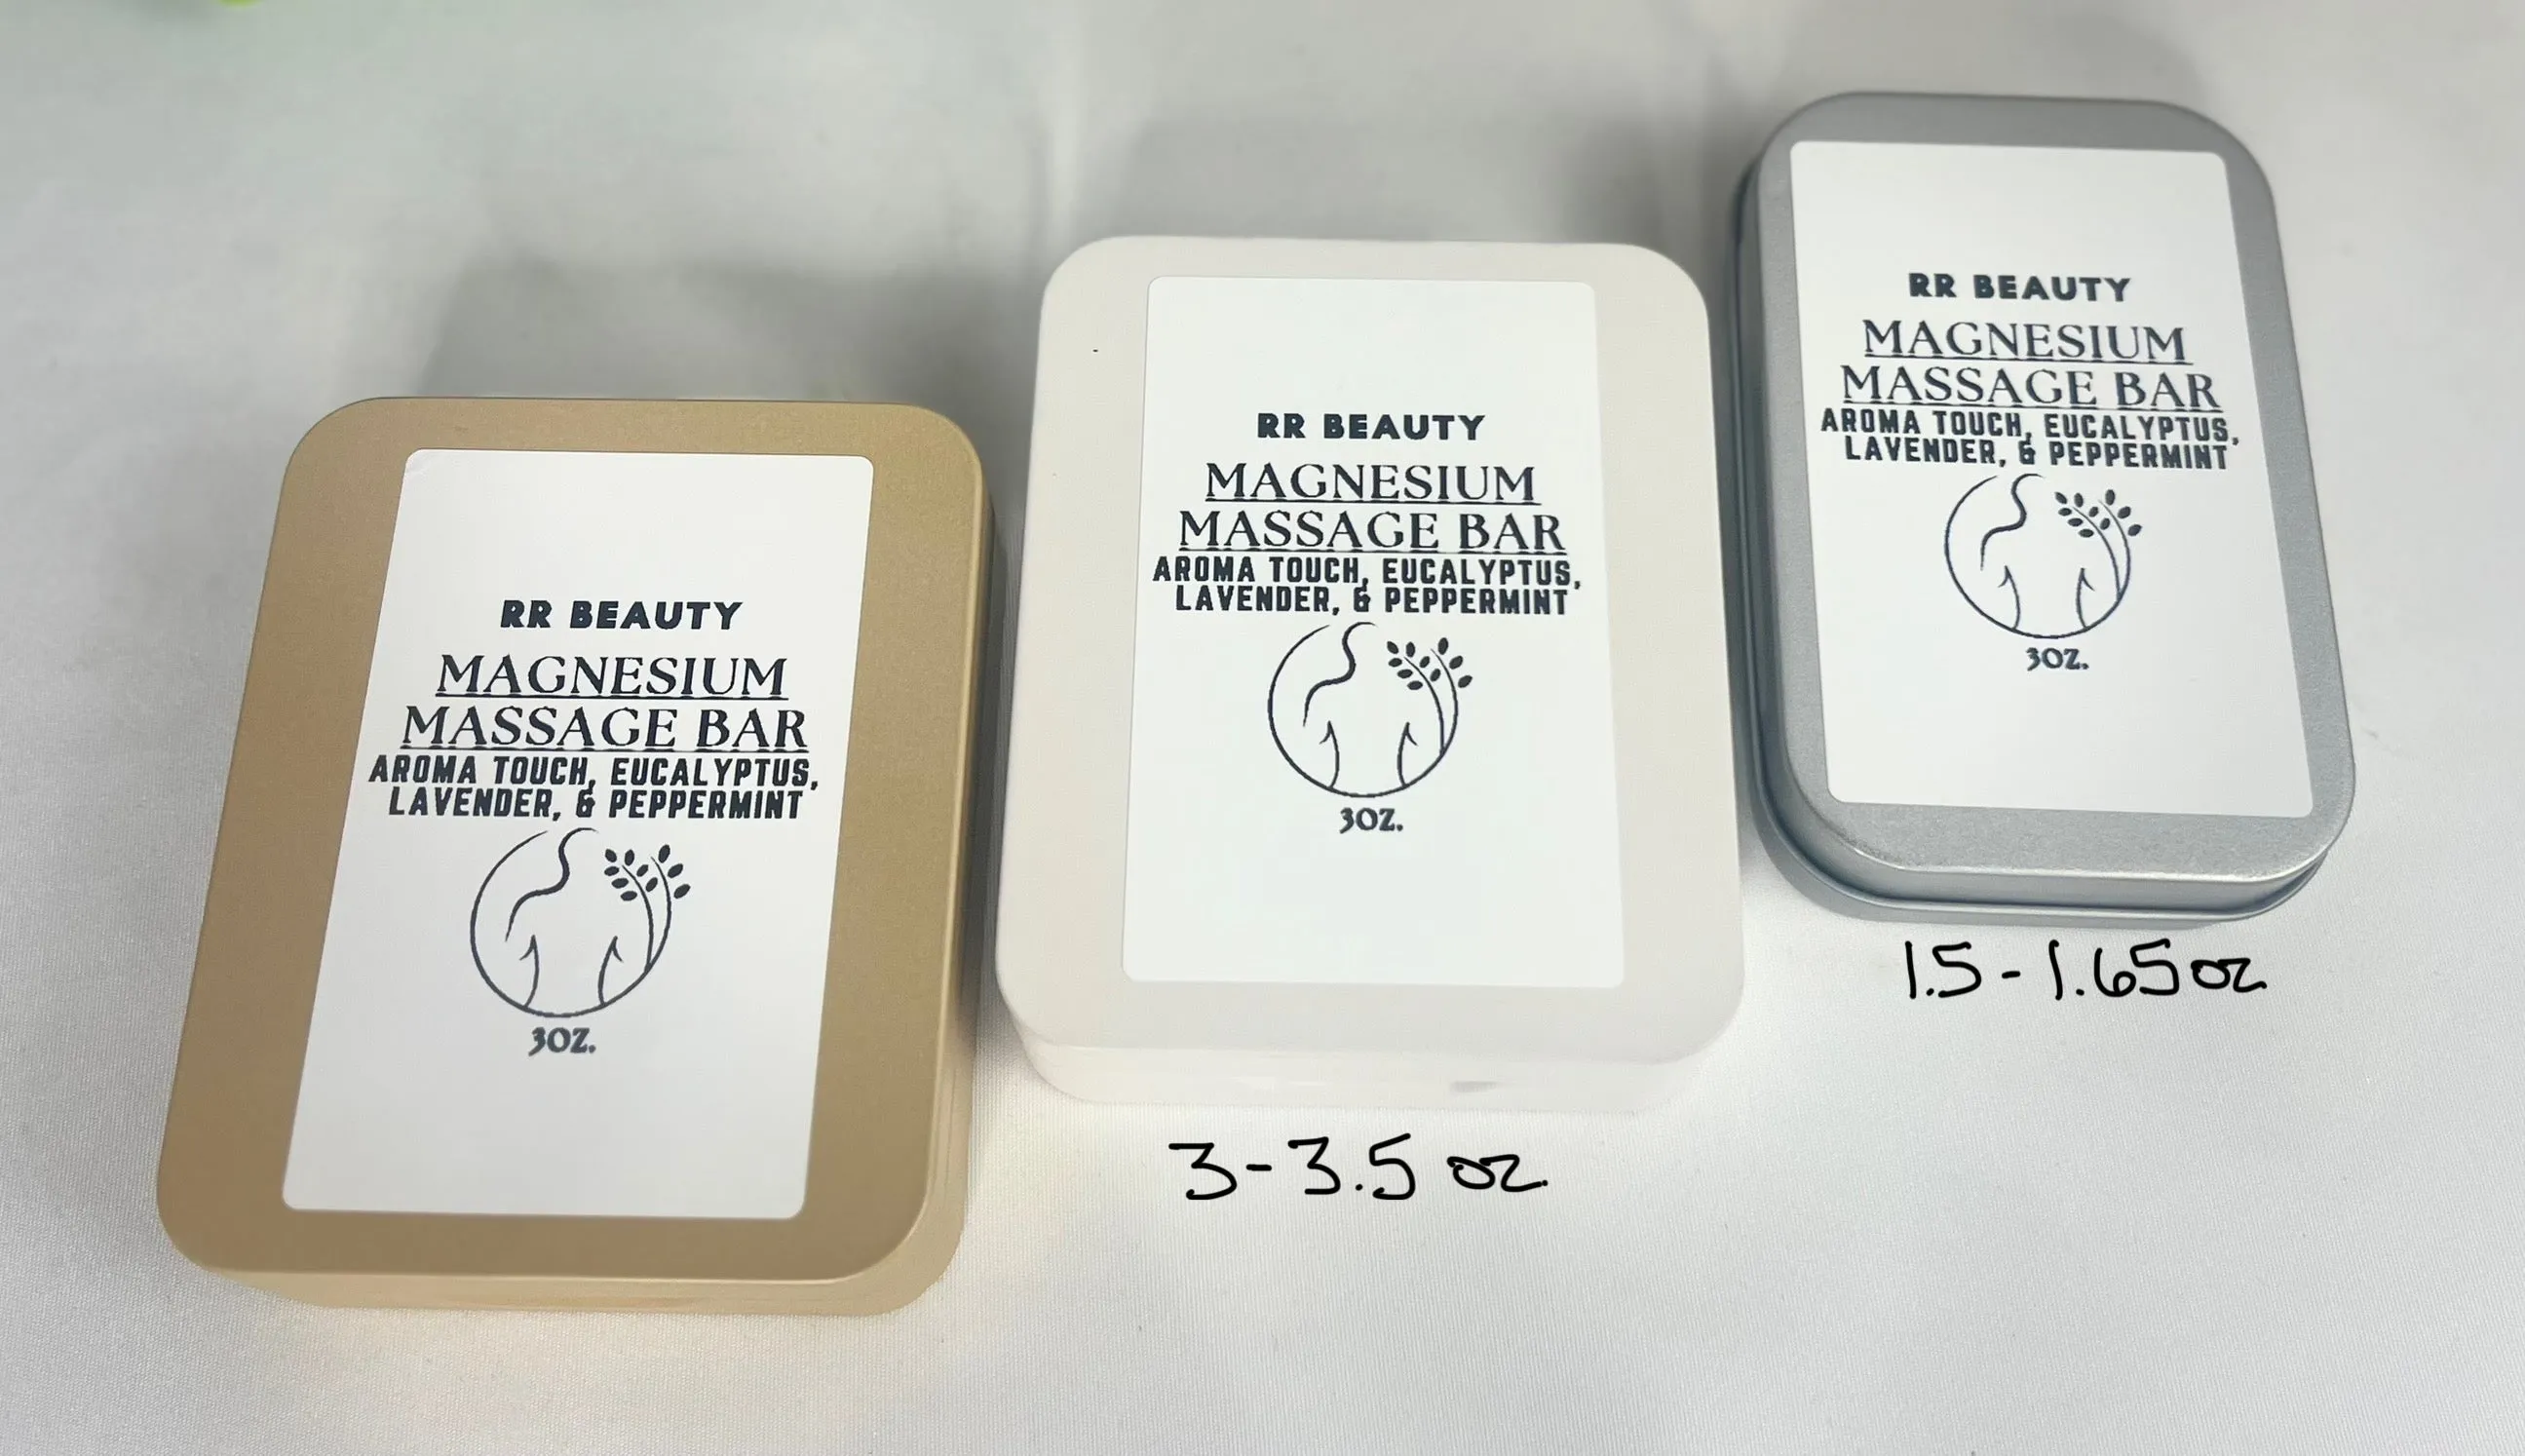 RR BEAUTY
MAGNESIUM
MASSAGE BAR
AROMA TOUCH, EUCALYPTUS,
LAVENDER, & PEPPERMINT
3OZ.
RR BEAUTY
MAGNESIUM
MASSAGE BAR
AROMA TOUCH, EUCALYPTUS,
LAVENDER, & PEPPERMINT
3OZ.
3-3.5 oz.
RR BEAUTY
MAGNESIUM
MASSAGE BAR
AROMA TOUCH, EUCALYPTUS,
LAVENDER, & PEPPERMINT
3OZ.
1.5-1.65oz